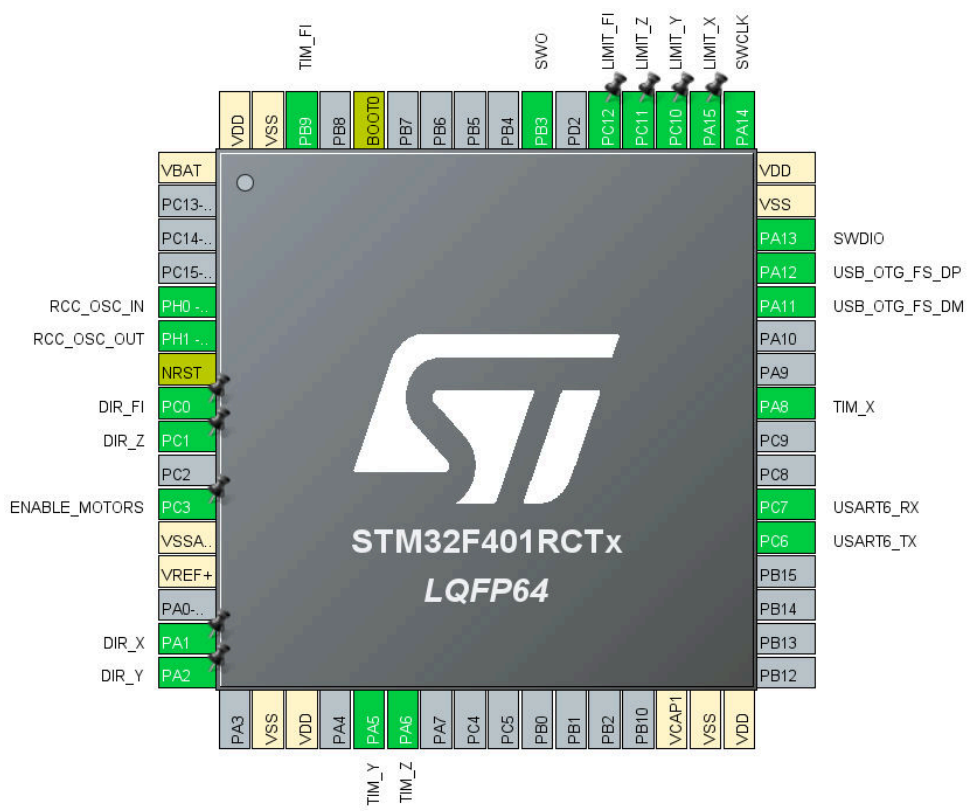 TIM_FI
SWO
LIMIT_FI
LIMIT_Z
LIMIT_Y
LIMIT_X
SWCLK
VDD
VSS
PB9
PB8
BOOT0
PB7
PB6
PB5
PB4
PB3
PD2
PC12
PC11
PC10
PA15
PA14
VBAT
PC13-..
PC14-..
PC15-..
RCC_OSC_IN PH0 -..
RCC_OSC_OUT PH1 -..
NRST
DIR_FI PC0
DIR_Z PC1
PC2
ENABLE_MOTORS PC3
VSSA..
VREF+
PA0-..
DIR_X PA1
DIR_Y PA2
ST
STM32F401RCTx
LQFP64
VDD
VSS
PA13 SWDIO
PA12 USB_OTG_FS_DP
PA11 USB_OTG_FS_DM
PA10
PA9
PA8 TIM_X
PC9
PC8
PC7 USART6_RX
PC6 USART6_TX
PB15
PB14
PB13
PB12
PA3
VSS
VDD
PA4
PA5
PA6
PA7
PC4
PC5
PB0
PB1
PB2
PB10
VCAP1
VSS
VDD
TIM_Y
TIM_Z